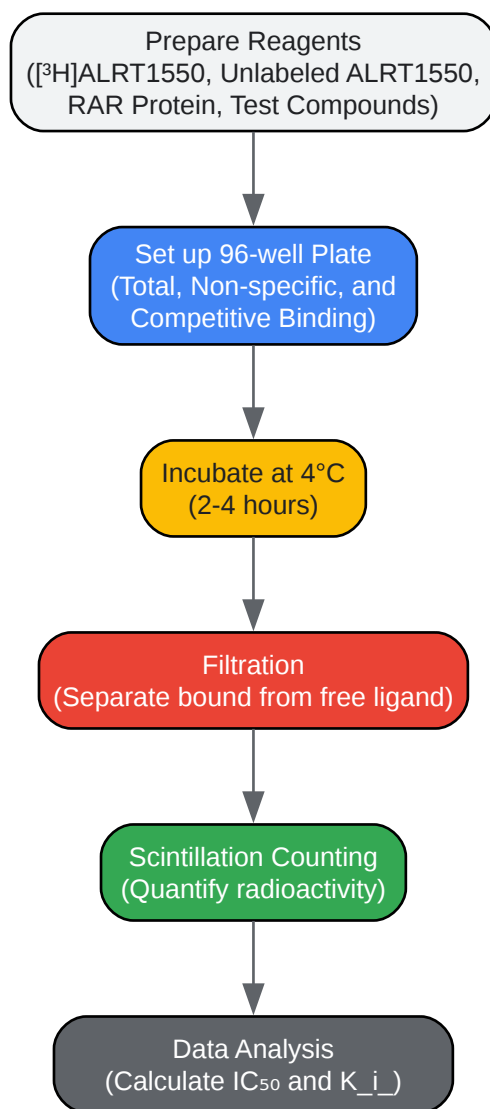 Prepare Reagents
([³H]ALRT1550, Unlabeled ALRT1550,
RAR Protein, Test Compounds)
Set up 96-well Plate
(Total, Non-specific, and
Competitive Binding)
Incubate at 4°C
(2-4 hours)
Filtration
(Separate bound from free ligand)
Scintillation Counting
(Quantify radioactivity)
Data Analysis
(Calculate IC₅₀ and K_i_)